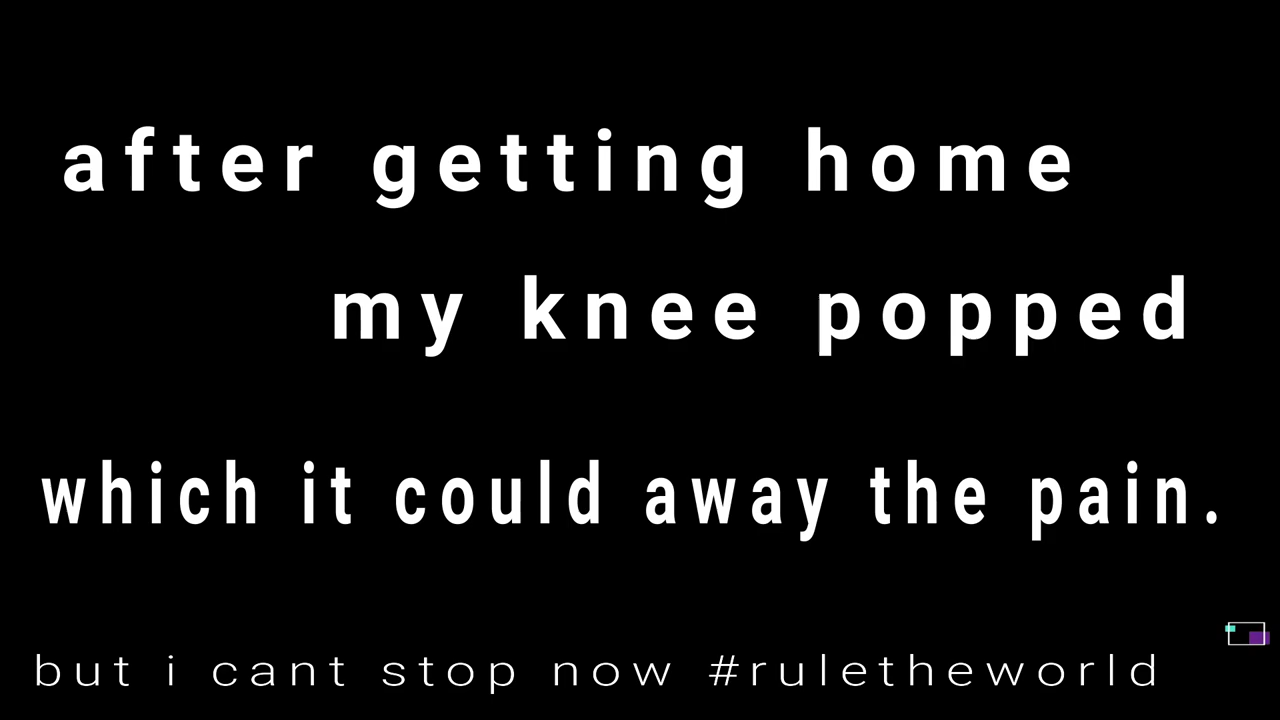 after getting home
my knee popped
which it could away the pain.
but i cant stop now #ruletheworld